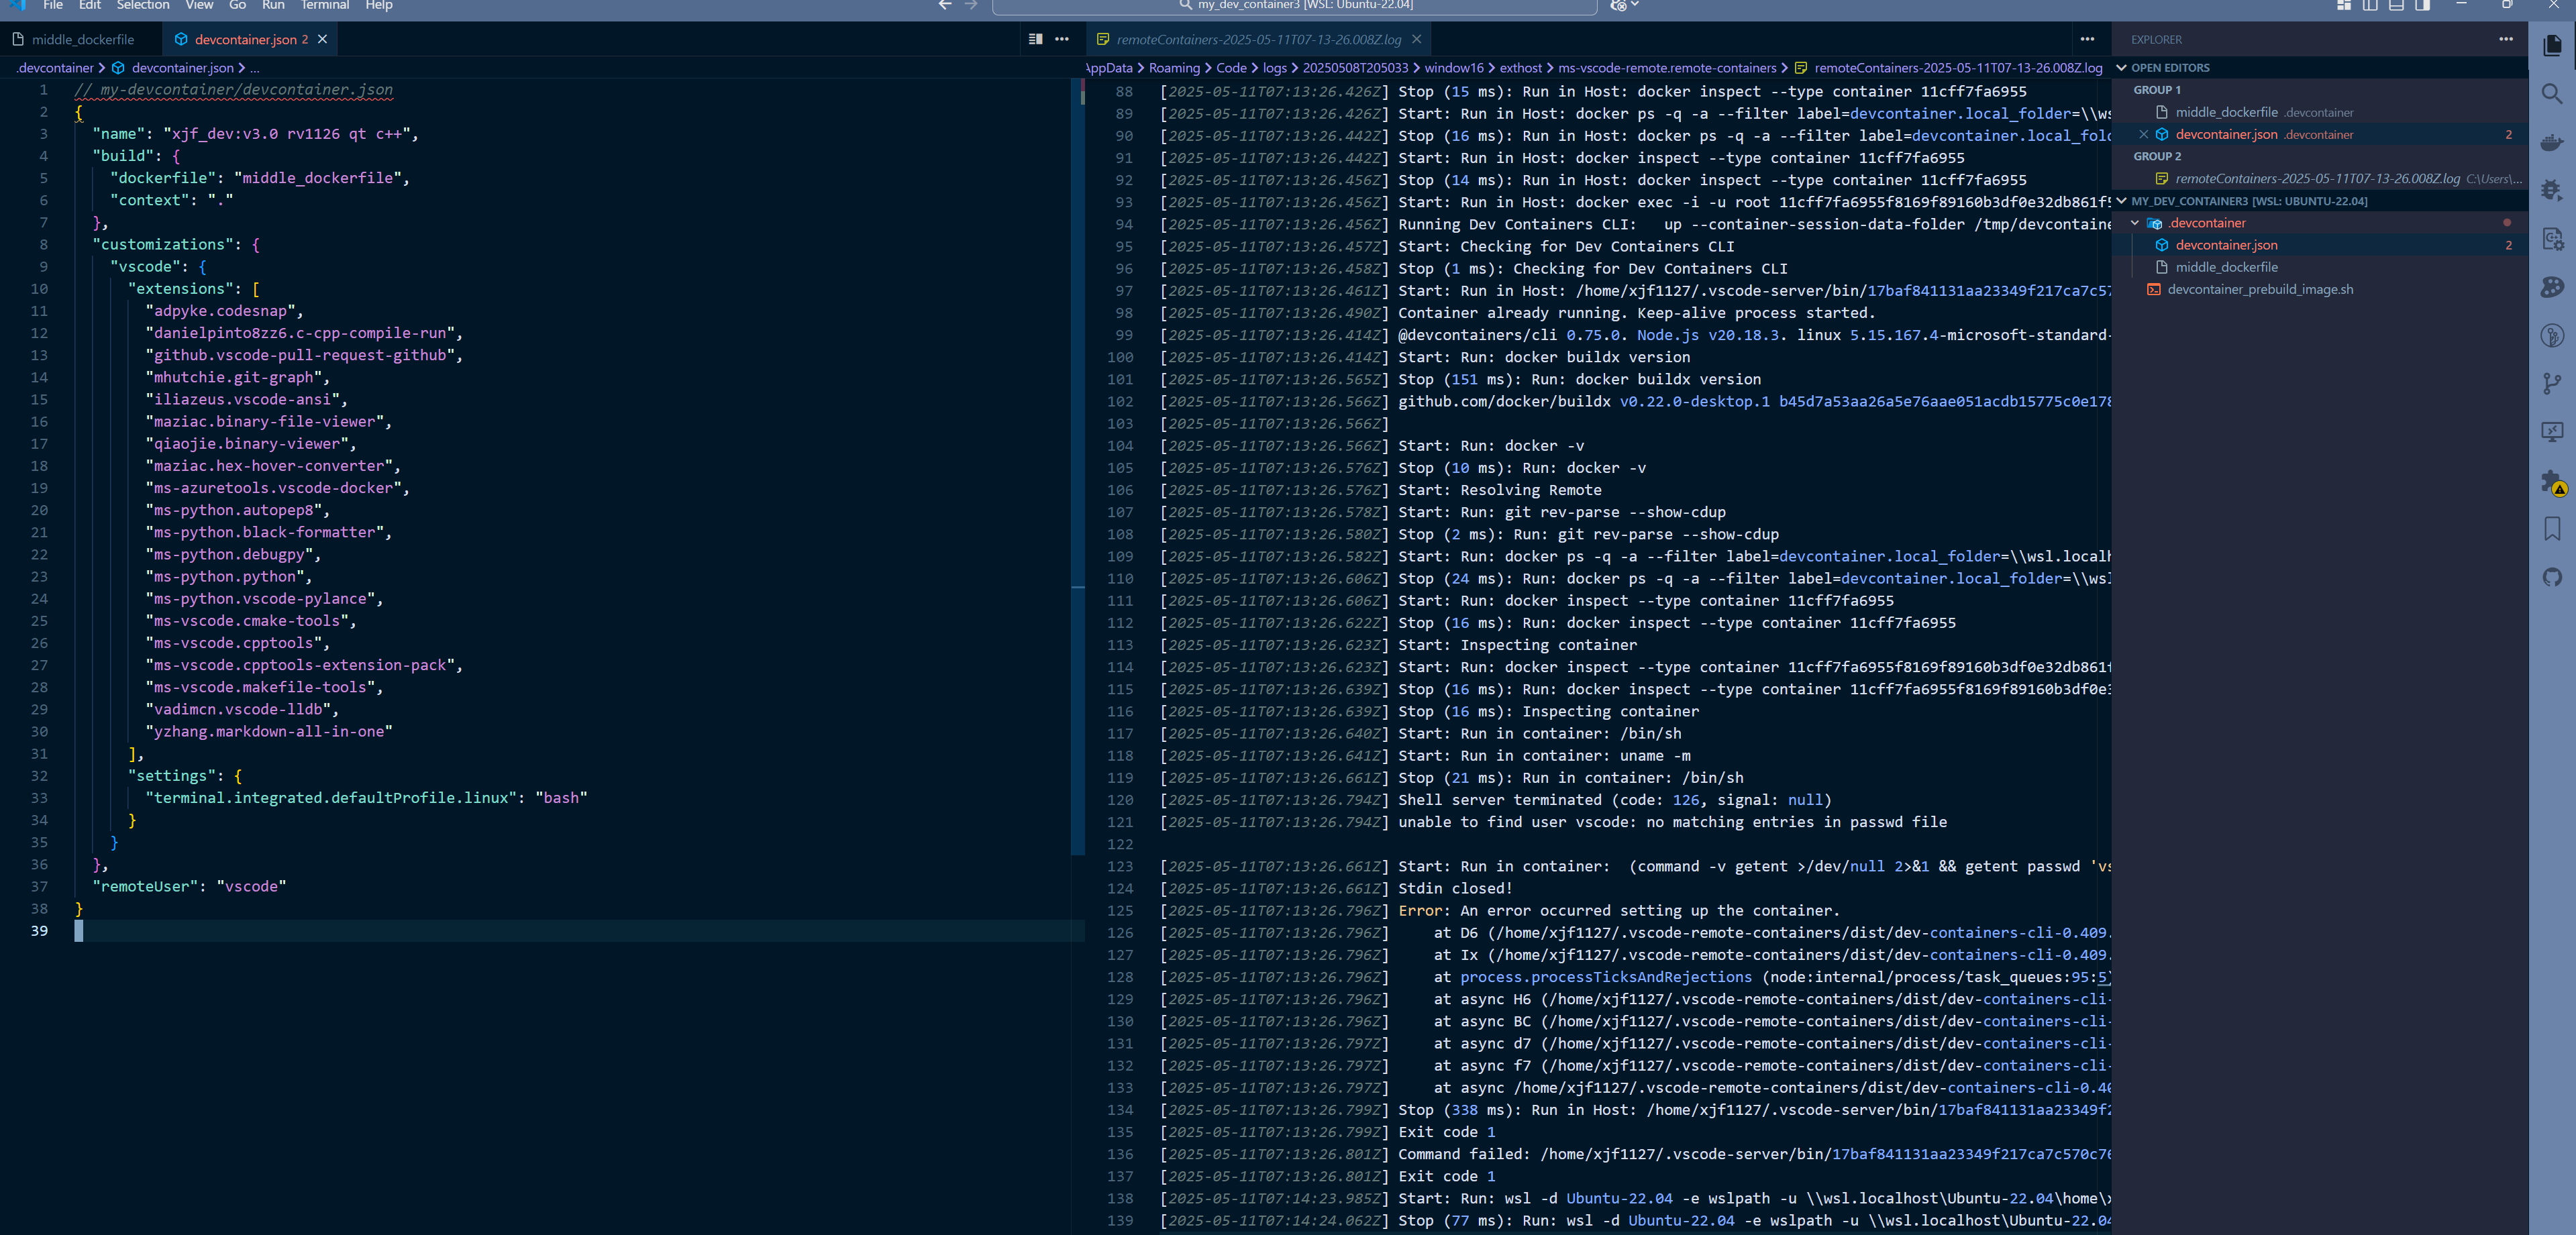 File Edit Selection View Go Run Terminal Help
my_dev_container3 [WSL: Ubuntu-22.04]
middle_dockerfile
devcontainer.json 2
.devcontainer > devcontainer.json > ...
1 // my-devcontainer/devcontainer.json
2 {
3 "name": "xjf_dev:v3.0 rv1126 qt c++",
4 "build": {
5 "dockerfile": "middle_dockerfile",
6 "context": "."
7 },
8 "customizations": {
9 "vscode": {
10 "extensions": [
11 "adpyke.codesnap",
12 "danielpinto8zz6.c-cpp-compile-run",
13 "github.vscode-pull-request-github",
14 "mhutchie.git-graph",
15 "iliazeus.vscode-ansi",
16 "maziac.binary-file-viewer",
17 "qiaojie.binary-viewer",
18 "maziac.hex-hover-converter",
19 "ms-azuretools.vscode-docker",
20 "ms-python.autopep8",
21 "ms-python.black-formatter",
22 "ms-python.debugpy",
23 "ms-python.python",
24 "ms-python.vscode-pylance",
25 "ms-vscode.cmake-tools",
26 "ms-vscode.cpptools",
27 "ms-vscode.cpptools-extension-pack",
28 "ms-vscode.makefile-tools",
29 "vadimcn.vscode-lldb",
30 "yzhang.markdown-all-in-one"
31 ],
32 "settings": {
33 "terminal.integrated.defaultProfile.linux": "bash"
34 }
35 }
36 },
37 "remoteUser": "vscode"
38 }
39
remoteContainers-2025-05-11T07-13-26.008Z.log
AppData > Roaming > Code > logs > 20250508T205033 > window16 > exthost > ms-vscode-remote.remote-containers > remoteContainers-2025-05-11T07-13-26.008Z.log
88 [2025-05-11T07:13:26.426Z] Stop (15 ms): Run in Host: docker inspect --type container 11cff7fa6955
89 [2025-05-11T07:13:26.426Z] Start: Run in Host: docker ps -q -a --filter label=devcontainer.local_folder=\\ws
90 [2025-05-11T07:13:26.442Z] Stop (16 ms): Run in Host: docker ps -q -a --filter label=devcontainer.local_fold
91 [2025-05-11T07:13:26.442Z] Start: Run in Host: docker inspect --type container 11cff7fa6955
92 [2025-05-11T07:13:26.456Z] Stop (14 ms): Run in Host: docker inspect --type container 11cff7fa6955
93 [2025-05-11T07:13:26.456Z] Start: Run in Host: docker exec -i -u root 11cff7fa6955f8169f89160b3df0e32db861f5
94 [2025-05-11T07:13:26.456Z] Running Dev Containers CLI: up --container-session-data-folder /tmp/devcontaine
95 [2025-05-11T07:13:26.457Z] Start: Checking for Dev Containers CLI
96 [2025-05-11T07:13:26.458Z] Stop (1 ms): Checking for Dev Containers CLI
97 [2025-05-11T07:13:26.461Z] Start: Run in Host: /home/xjf1127/.vscode-server/bin/17baf841131aa23349f217ca7c57
98 [2025-05-11T07:13:26.490Z] Container already running. Keep-alive process started.
99 [2025-05-11T07:13:26.414Z] @devcontainers/cli 0.75.0. Node.js v20.18.3. linux 5.15.167.4-microsoft-standard-
100 [2025-05-11T07:13:26.414Z] Start: Run: docker buildx version
101 [2025-05-11T07:13:26.565Z] Stop (151 ms): Run: docker buildx version
102 [2025-05-11T07:13:26.566Z] github.com/docker/buildx v0.22.0-desktop.1 b45d7a53aa26a5e76aae051acdb15775c0e178
103 [2025-05-11T07:13:26.566Z]
104 [2025-05-11T07:13:26.566Z] Start: Run: docker -v
105 [2025-05-11T07:13:26.576Z] Stop (10 ms): Run: docker -v
106 [2025-05-11T07:13:26.576Z] Start: Resolving Remote
107 [2025-05-11T07:13:26.578Z] Start: Run: git rev-parse --show-cdup
108 [2025-05-11T07:13:26.580Z] Stop (2 ms): Run: git rev-parse --show-cdup
109 [2025-05-11T07:13:26.582Z] Start: Run: docker ps -q -a --filter label=devcontainer.local_folder=\\wsl.local
110 [2025-05-11T07:13:26.606Z] Stop (24 ms): Run: docker ps -q -a --filter label=devcontainer.local_folder=\\wsl
111 [2025-05-11T07:13:26.606Z] Start: Run: docker inspect --type container 11cff7fa6955
112 [2025-05-11T07:13:26.622Z] Stop (16 ms): Run: docker inspect --type container 11cff7fa6955
113 [2025-05-11T07:13:26.623Z] Start: Inspecting container
114 [2025-05-11T07:13:26.623Z] Start: Run: docker inspect --type container 11cff7fa6955f8169f89160b3df0e32db861f
115 [2025-05-11T07:13:26.639Z] Stop (16 ms): Run: docker inspect --type container 11cff7fa6955f8169f89160b3df0e3
116 [2025-05-11T07:13:26.639Z] Stop (16 ms): Inspecting container
117 [2025-05-11T07:13:26.640Z] Start: Run in container: /bin/sh
118 [2025-05-11T07:13:26.641Z] Start: Run in container: uname -m
119 [2025-05-11T07:13:26.661Z] Stop (21 ms): Run in container: /bin/sh
120 [2025-05-11T07:13:26.794Z] Shell server terminated (code: 126, signal: null)
121 [2025-05-11T07:13:26.794Z] unable to find user vscode: no matching entries in passwd file
122
123 [2025-05-11T07:13:26.661Z] Start: Run in container: (command -v getent >/dev/null 2>&1 && getent passwd 'vs
124 [2025-05-11T07:13:26.661Z] Stdin closed!
125 [2025-05-11T07:13:26.796Z] Error: An error occurred setting up the container.
126 [2025-05-11T07:13:26.796Z] at D6 (/home/xjf1127/.vscode-remote-containers/dist/dev-containers-cli-0.409.
127 [2025-05-11T07:13:26.796Z] at Ix (/home/xjf1127/.vscode-remote-containers/dist/dev-containers-cli-0.409.
128 [2025-05-11T07:13:26.796Z] at process.processTicksAndRejections (node:internal/process/task_queues:95:5)
129 [2025-05-11T07:13:26.796Z] at async H6 (/home/xjf1127/.vscode-remote-containers/dist/dev-containers-cli-
130 [2025-05-11T07:13:26.796Z] at async BC (/home/xjf1127/.vscode-remote-containers/dist/dev-containers-cli-
131 [2025-05-11T07:13:26.797Z] at async d7 (/home/xjf1127/.vscode-remote-containers/dist/dev-containers-cli-
132 [2025-05-11T07:13:26.797Z] at async f7 (/home/xjf1127/.vscode-remote-containers/dist/dev-containers-cli-
133 [2025-05-11T07:13:26.797Z] at async /home/xjf1127/.vscode-remote-containers/dist/dev-containers-cli-0.40
134 [2025-05-11T07:13:26.799Z] Stop (338 ms): Run in Host: /home/xjf1127/.vscode-server/bin/17baf841131aa23349f2
135 [2025-05-11T07:13:26.799Z] Exit code 1
136 [2025-05-11T07:13:26.801Z] Command failed: /home/xjf1127/.vscode-server/bin/17baf841131aa23349f217ca7c570c76
137 [2025-05-11T07:13:26.801Z] Exit code 1
138 [2025-05-11T07:14:23.985Z] Start: Run: wsl -d Ubuntu-22.04 -e wslpath -u \\wsl.localhost\Ubuntu-22.04\home\x
139 [2025-05-11T07:14:24.062Z] Stop (77 ms): Run: wsl -d Ubuntu-22.04 -e wslpath -u \\wsl.localhost\Ubuntu-22.04
EXPLORER
OPEN EDITORS
GROUP 1
middle_dockerfile .devcontainer
devcontainer.json .devcontainer 2
GROUP 2
remoteContainers-2025-05-11T07-13-26.008Z.log C:\Users\...
MY_DEV_CONTAINER3 [WSL: UBUNTU-22.04]
.devcontainer
devcontainer.json 2
middle_dockerfile
devcontainer_prebuild_image.sh